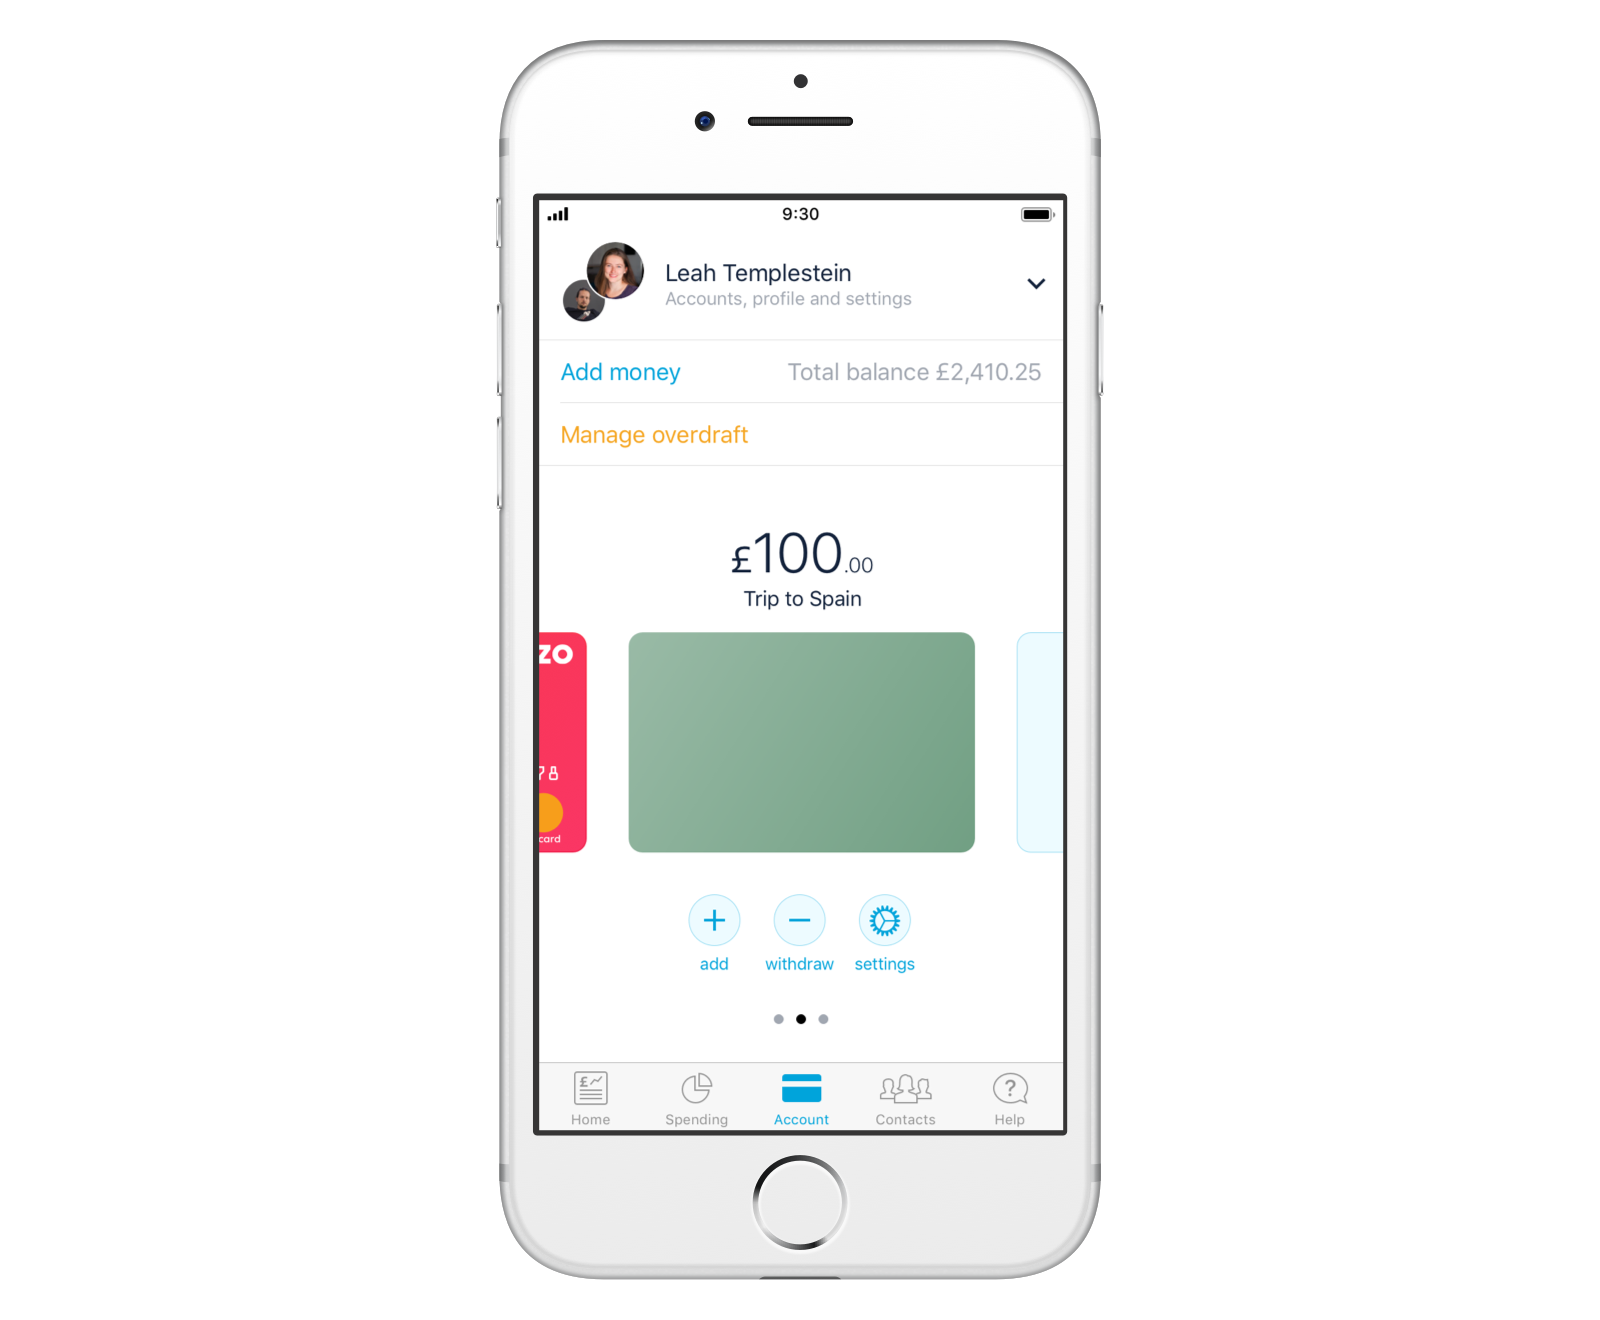 9:30
Leah Templestein
Accounts, profile and settings
Add money
Total balance £2,410.25
Manage overdraft
£100.00
Trip to Spain
zo
78
card
add
withdraw
settings
£
Home
Spending
Account
Contacts
?
Help